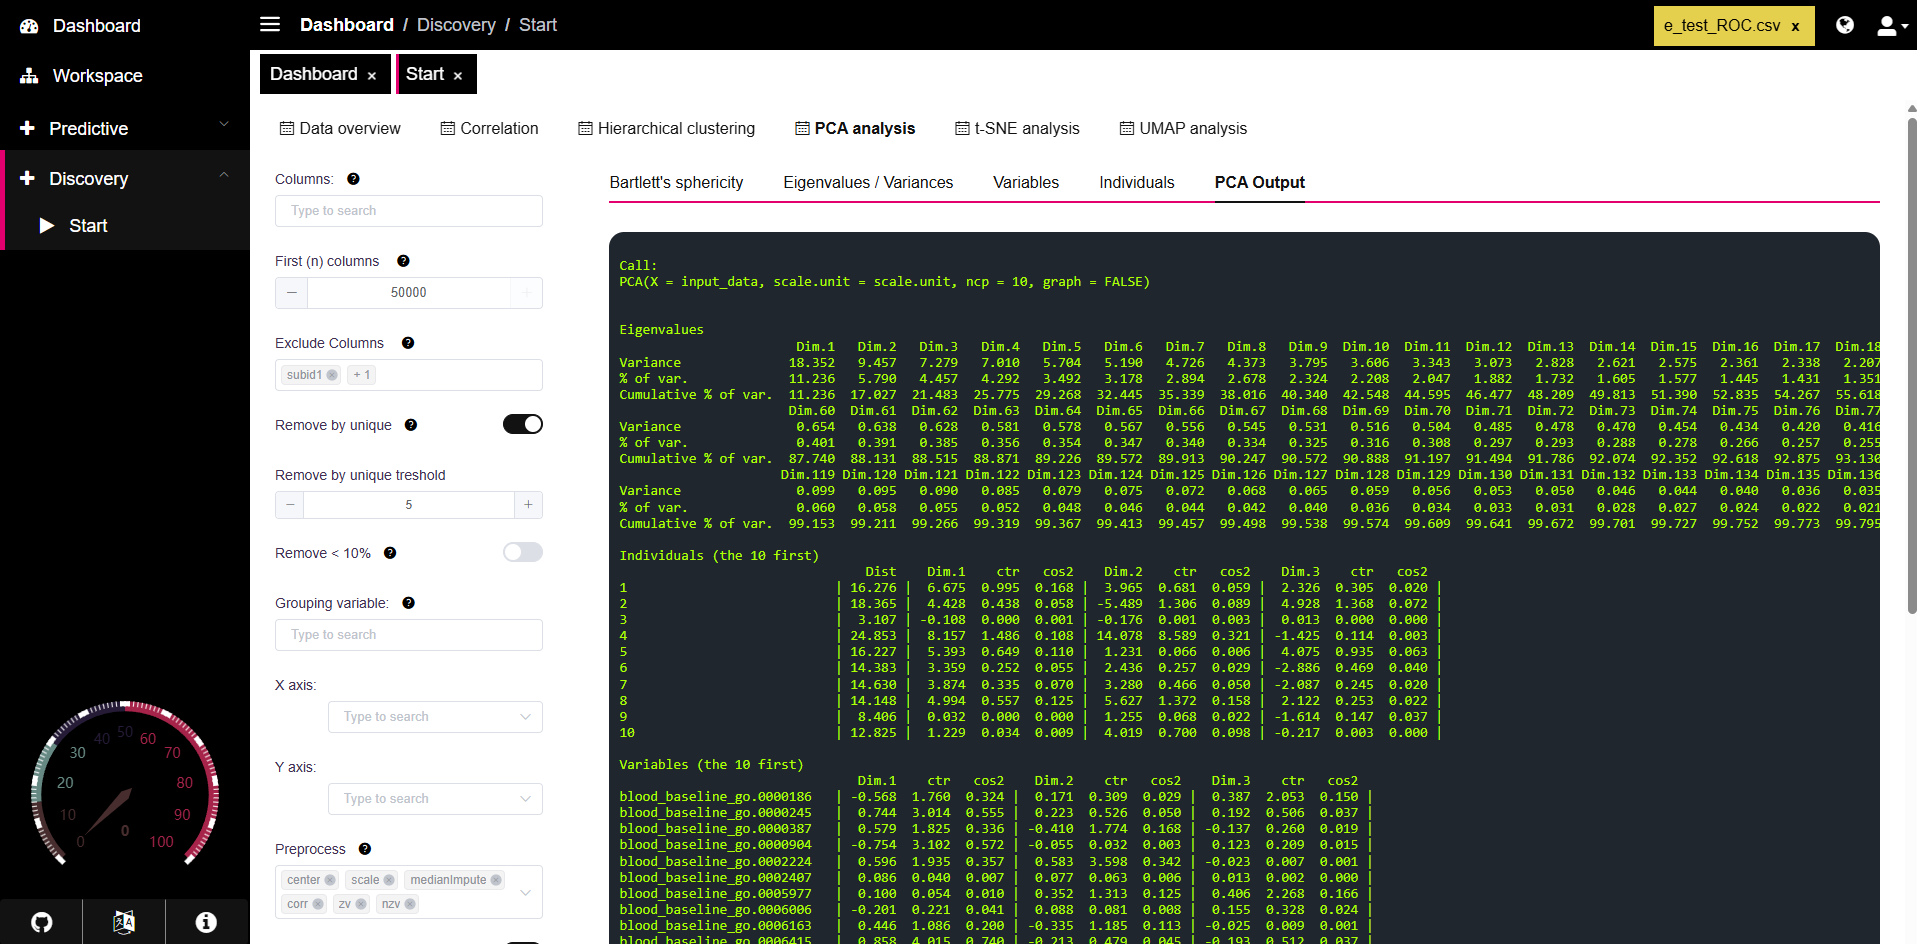 Dashboard
Workspace
Predictive
Discovery
Start
0 10 20 30 40 50 60 70 80 90 100
0
Dashboard / Discovery / Start
e_test_ROC.csv x
Dashboard x Start x
Data overview Correlation Hierarchical clustering PCA analysis t-SNE analysis UMAP analysis
Columns: ?
Type to search
First (n) columns ?
− 50000 +
Exclude Columns ?
subid1 + 1
Remove by unique ?
Remove by unique treshold
− 5 +
Remove < 10% ?
Grouping variable: ?
Type to search
X axis:
Type to search
Y axis:
Type to search
Preprocess ?
center scale medianImpute
corr zv nzv
Bartlett's sphericity Eigenvalues / Variances Variables Individuals PCA Output
Call:
PCA(X = input_data, scale.unit = scale.unit, ncp = 10, graph = FALSE)
Eigenvalues
Dim.1 Dim.2 Dim.3 Dim.4 Dim.5 Dim.6 Dim.7 Dim.8 Dim.9 Dim.10 Dim.11 Dim.12 Dim.13 Dim.14 Dim.15 Dim.16 Dim.17 Dim.18
Variance 18.352 9.457 7.279 7.010 5.704 5.190 4.726 4.373 3.795 3.606 3.343 3.073 2.828 2.621 2.575 2.361 2.338 2.207
% of var. 11.236 5.790 4.457 4.292 3.492 3.178 2.894 2.678 2.324 2.208 2.047 1.882 1.732 1.605 1.577 1.445 1.431 1.351
Cumulative % of var. 11.236 17.027 21.483 25.775 29.268 32.445 35.339 38.016 40.340 42.548 44.595 46.477 48.209 49.813 51.390 52.835 54.267 55.618
Dim.60 Dim.61 Dim.62 Dim.63 Dim.64 Dim.65 Dim.66 Dim.67 Dim.68 Dim.69 Dim.70 Dim.71 Dim.72 Dim.73 Dim.74 Dim.75 Dim.76 Dim.77
Variance 0.654 0.638 0.628 0.581 0.578 0.567 0.556 0.545 0.531 0.516 0.504 0.485 0.478 0.470 0.454 0.434 0.420 0.416
% of var. 0.401 0.391 0.385 0.356 0.354 0.347 0.340 0.334 0.325 0.316 0.308 0.297 0.293 0.288 0.278 0.266 0.257 0.255
Cumulative % of var. 87.740 88.131 88.515 88.871 89.226 89.572 89.913 90.247 90.572 90.888 91.197 91.494 91.786 92.074 92.352 92.618 92.875 93.130
Dim.119 Dim.120 Dim.121 Dim.122 Dim.123 Dim.124 Dim.125 Dim.126 Dim.127 Dim.128 Dim.129 Dim.130 Dim.131 Dim.132 Dim.133 Dim.134 Dim.135 Dim.136
Variance 0.099 0.095 0.090 0.085 0.079 0.075 0.072 0.068 0.065 0.059 0.056 0.053 0.050 0.046 0.044 0.040 0.036 0.035
% of var. 0.060 0.058 0.055 0.052 0.048 0.046 0.044 0.042 0.040 0.036 0.034 0.033 0.031 0.028 0.027 0.024 0.022 0.021
Cumulative % of var. 99.153 99.211 99.266 99.319 99.367 99.413 99.457 99.498 99.538 99.574 99.609 99.641 99.672 99.701 99.727 99.752 99.773 99.795
Individuals (the 10 first)
Dist Dim.1 ctr cos2 Dim.2 ctr cos2 Dim.3 ctr cos2
1 | 16.276 | 6.675 0.995 0.168 | 3.965 0.681 0.059 | 2.326 0.305 0.020 |
2 | 18.365 | 4.428 0.438 0.058 | -5.489 1.306 0.089 | 4.928 1.368 0.072 |
3 | 3.107 | -0.108 0.000 0.001 | -0.176 0.001 0.003 | 0.013 0.000 0.000 |
4 | 24.853 | 8.157 1.486 0.108 | 14.078 8.589 0.321 | -1.425 0.114 0.003 |
5 | 16.227 | 5.393 0.649 0.110 | 1.231 0.066 0.006 | 4.075 0.935 0.063 |
6 | 14.383 | 3.359 0.252 0.055 | 2.436 0.257 0.029 | -2.886 0.469 0.040 |
7 | 14.630 | 3.874 0.335 0.070 | 3.280 0.466 0.050 | -2.087 0.245 0.020 |
8 | 14.148 | 4.994 0.557 0.125 | 5.627 1.372 0.158 | 2.122 0.253 0.022 |
9 | 8.406 | 0.032 0.000 0.000 | 1.255 0.068 0.022 | -1.614 0.147 0.037 |
10 | 12.825 | 1.229 0.034 0.009 | 4.019 0.700 0.098 | -0.217 0.003 0.000 |
Variables (the 10 first)
Dim.1 ctr cos2 Dim.2 ctr cos2 Dim.3 ctr cos2
blood_baseline_go.0000186 | -0.568 1.760 0.324 | 0.171 0.309 0.029 | 0.387 2.053 0.150 |
blood_baseline_go.0000245 | 0.744 3.014 0.555 | 0.223 0.526 0.050 | 0.192 0.506 0.037 |
blood_baseline_go.0000387 | 0.579 1.825 0.336 | -0.410 1.774 0.168 | -0.137 0.260 0.019 |
blood_baseline_go.0000904 | -0.754 3.102 0.572 | -0.055 0.032 0.003 | 0.123 0.209 0.015 |
blood_baseline_go.0002224 | 0.596 1.935 0.357 | 0.583 3.598 0.342 | -0.023 0.007 0.001 |
blood_baseline_go.0002407 | 0.086 0.040 0.007 | 0.077 0.063 0.006 | 0.013 0.002 0.000 |
blood_baseline_go.0005977 | 0.100 0.054 0.010 | 0.352 1.313 0.125 | 0.406 2.268 0.166 |
blood_baseline_go.0006006 | -0.201 0.221 0.041 | 0.088 0.081 0.008 | 0.155 0.328 0.024 |
blood_baseline_go.0006163 | 0.446 1.086 0.200 | -0.335 1.185 0.113 | -0.025 0.009 0.001 |
blood_baseline_go.0006415 | 0.858 4.015 0.740 | -0.213 0.479 0.045 | -0.193 0.512 0.037 |